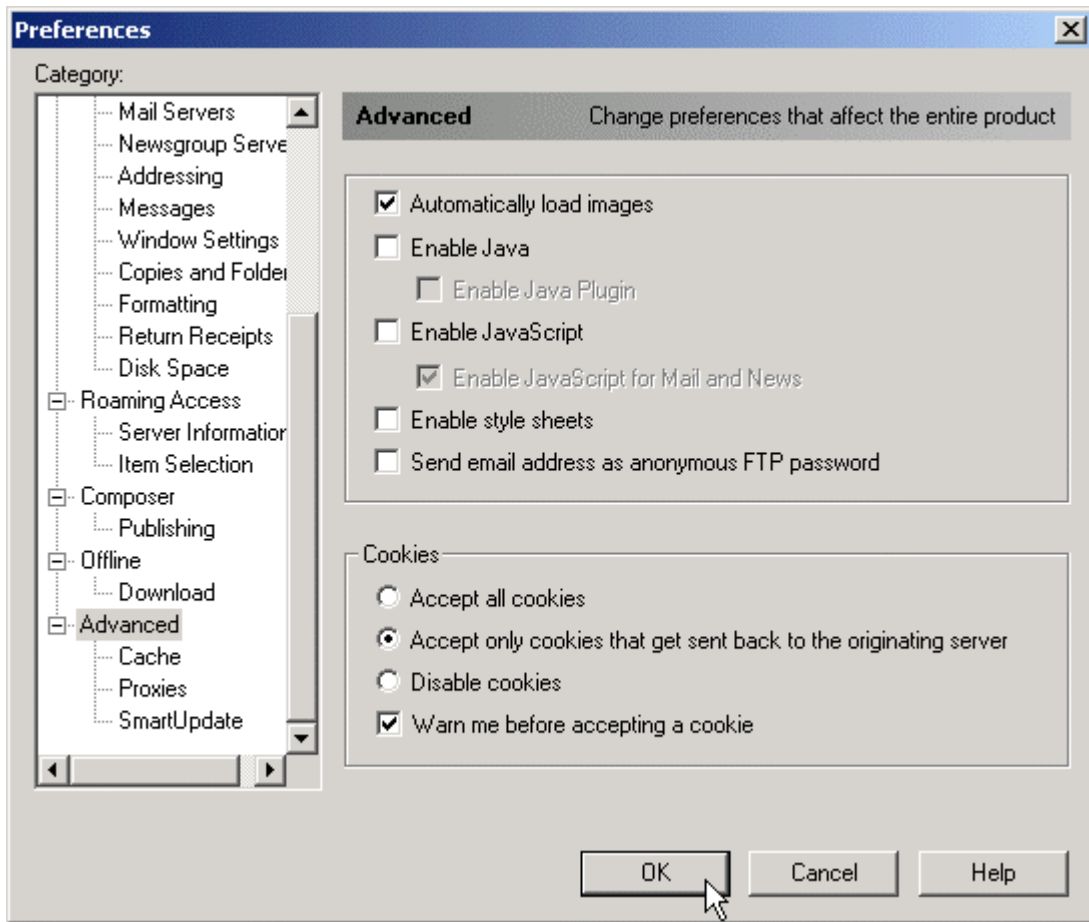 Preferences
Category:
Mail Servers
Newsgroup Serve
Addressing
Messages
Window Settings
Copies and Folder
Formatting
Return Receipts
Disk Space
Roaming Access
Server Information
Item Selection
Composer
Publishing
Offline
Download
Advanced
Cache
Proxies
SmartUpdate
Advanced Change preferences that affect the entire product
Automatically load images
Enable Java
Enable Java Plugin
Enable JavaScript
Enable JavaScript for Mail and News
Enable style sheets
Send email address as anonymous FTP password
Cookies
Accept all cookies
Accept only cookies that get sent back to the originating server
Disable cookies
Warn me before accepting a cookie
OK Cancel Help